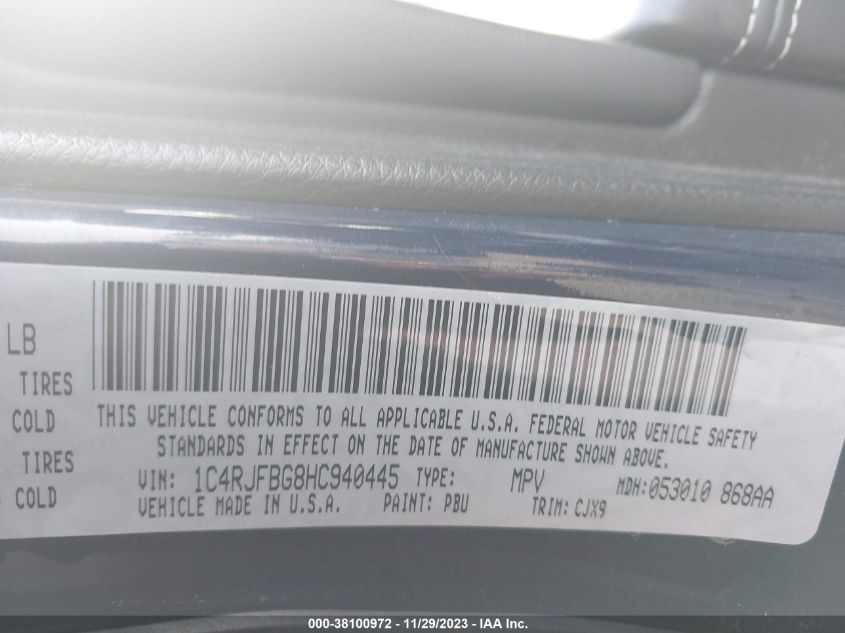 LB
TIRES
COLD
TIRES
COLD
THIS VEHICLE CONFORMS TO ALL APPLICABLE U.S.A. FEDERAL MOTOR VEHICLE SAFETY
STANDARDS IN EFFECT ON THE DATE OF MANUFACTURE SHOWN ABOVE.
VIN: 1C4RJFBG8HC940445 TYPE: MPV MDH:053010 868AA
VEHICLE MADE IN U.S.A. PAINT: PBU TRIM: CJX9
000-38100972 - 11/29/2023 - IAA Inc.